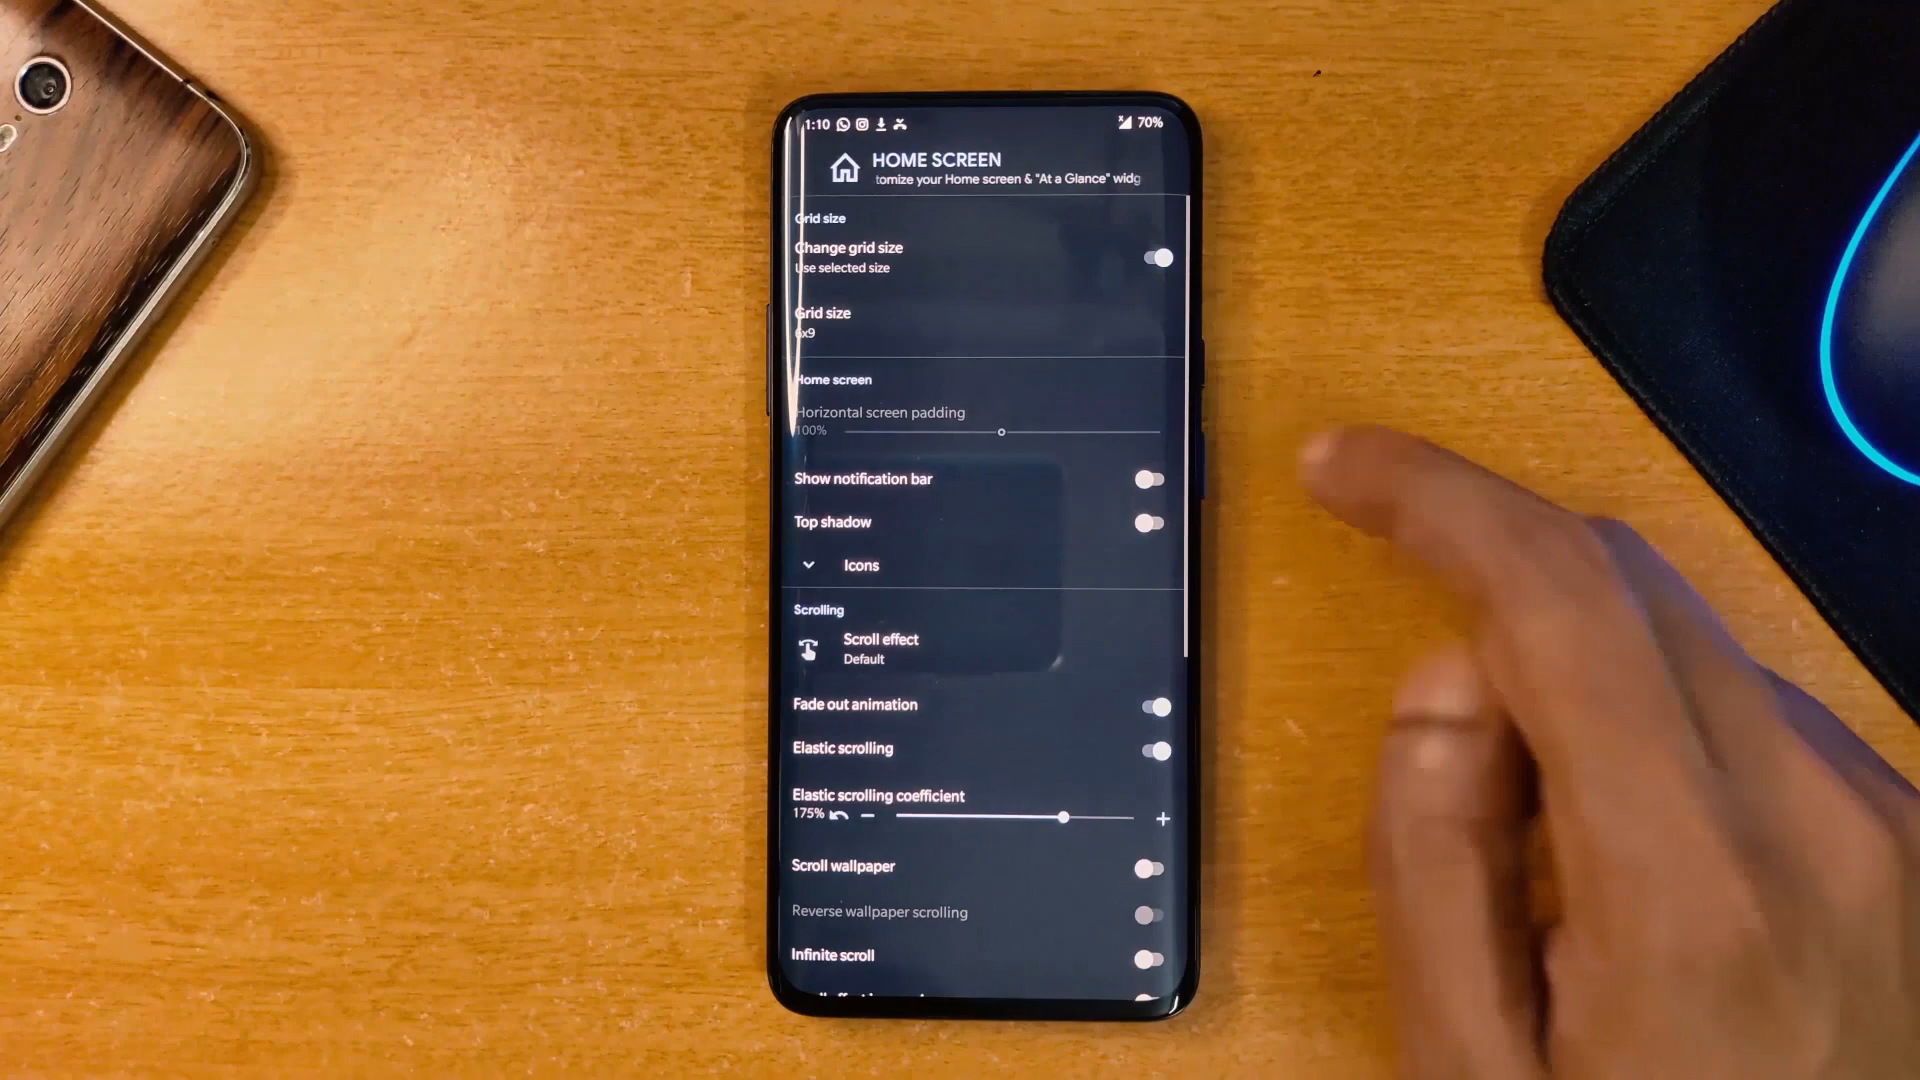 1:10 70%
HOME SCREEN
tomize your Home screen & "At a Glance" widg
Grid size
Change grid size
Use selected size
Grid size
6x9
Home screen
Horizontal screen padding
100%
Show notification bar
Top shadow
Icons
Scrolling
Scroll effect
Default
Fade out animation
Elastic scrolling
Elastic scrolling coefficient
175%
Scroll wallpaper
Reverse wallpaper scrolling
Infinite scroll